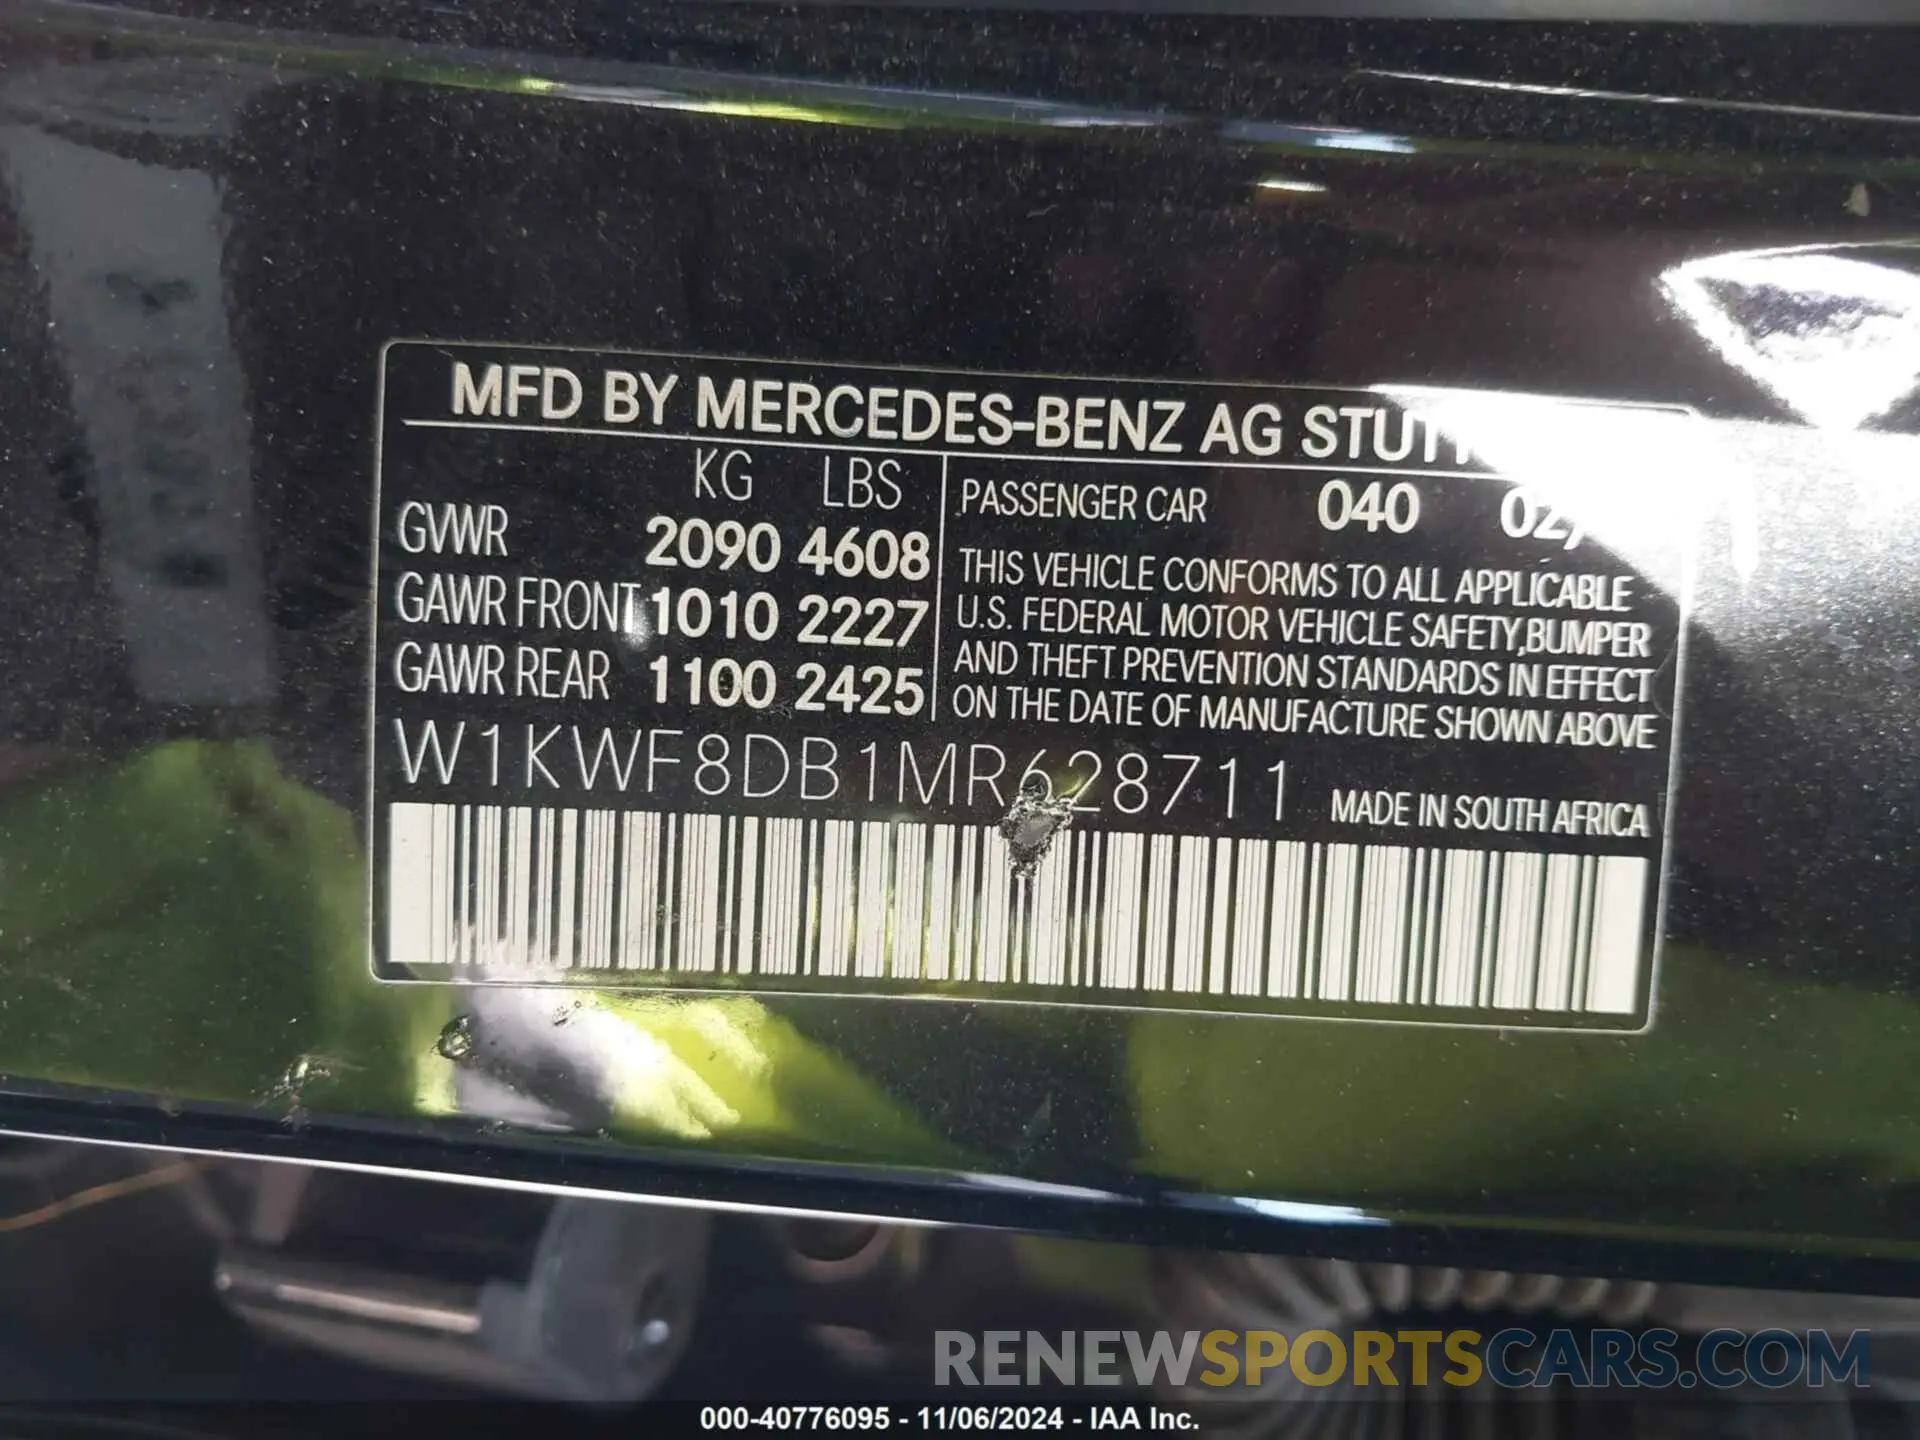 MFD BY MERCEDES-BENZ AG
KG LBS
GVWR 2090 4608
GAWR FRONT 1010 2227
GAWR REAR 1100 2425
PASSENGER CAR 040
THIS VEHICLE CONFORMS TO ALL APPLICABLE
U.S. FEDERAL MOTOR VEHICLE SAFETY,BUMPER
AND THEFT PREVENTION STANDARDS IN EFFECT
ON THE DATE OF MANUFACTURE SHOWN ABOVE
W1KWF8DB1MR628711 MADE IN SOUTH AFRICA
RENEWSPORTSCARS.COM
000-40776095 - 11/06/2024 - IAA Inc.